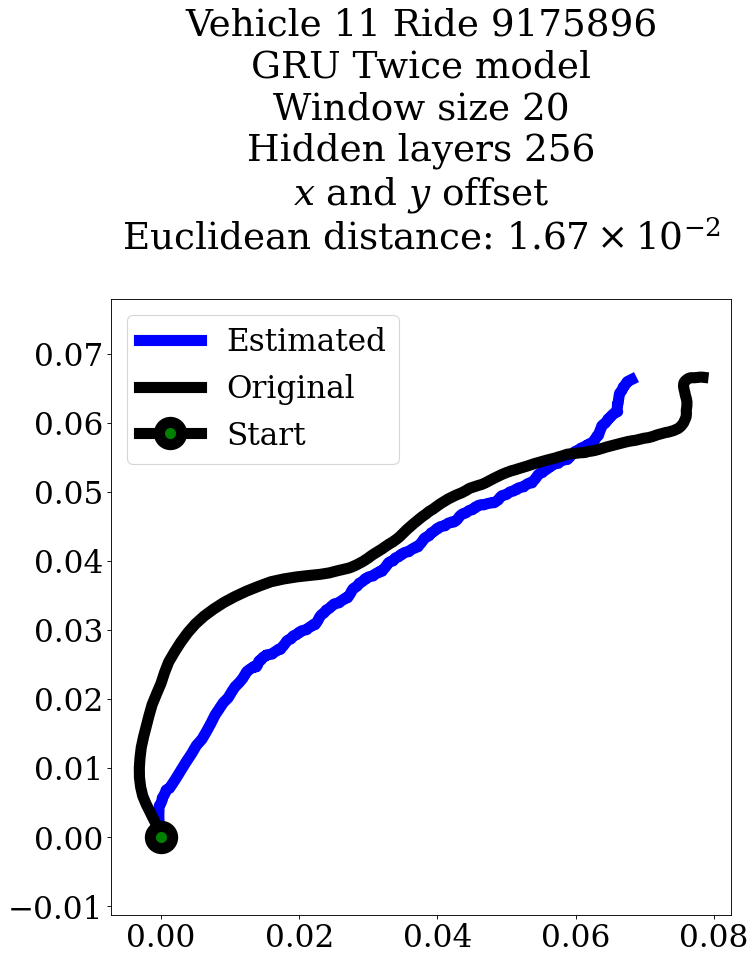 Vehicle 11 Ride 9175896
GRU Twice model
Window size 20
Hidden layers 256
x and y offset
Euclidean distance: 1.67 × 10⁻²
Estimated
Original
Start
0.07
0.06
0.05
0.04
0.03
0.02
0.01
0.00
−0.01
0.00 0.02 0.04 0.06 0.08